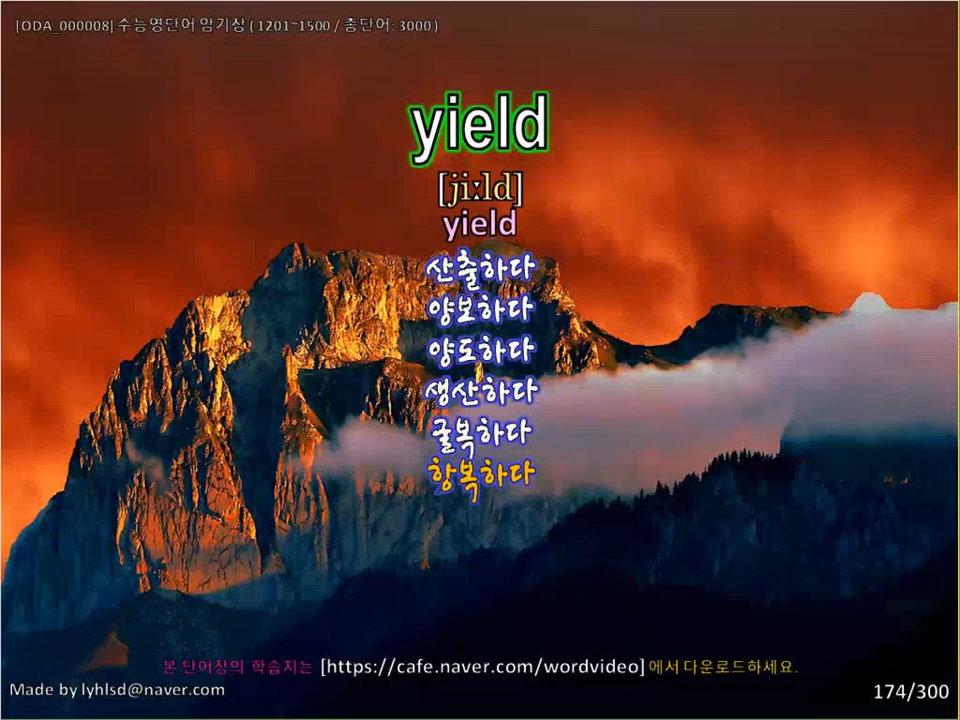 [ODA_000008] 수능영단어 암기상 ( 1201~1500 / 총단어: 3000 )
yield
[ji:ld]
yield
산출하다
양보하다
양도하다
생산하다
굴복하다
항복하다
본 단어장의 학습지는 [https://cafe.naver.com/wordvideo] 에서 다운로드하세요.
Made by lyhlsd@naver.com
174/300